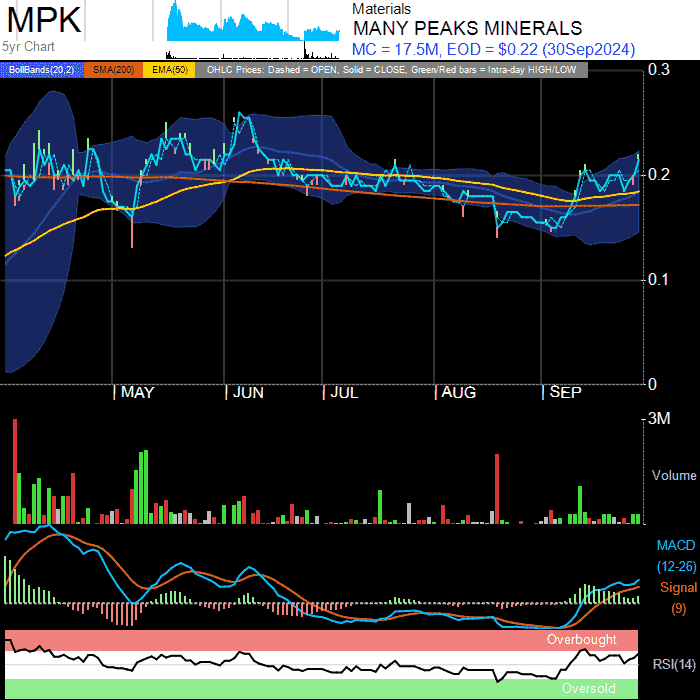 MPK
5yr Chart
Materials
MANY PEAKS MINERALS
MC = 17.5M, EOD = $0.22 (30Sep2024)
BollBands(20,2) SMA(200) EMA(50) OHLC Prices: Dashed = OPEN, Solid = CLOSE, Green/Red bars = Intra-day HIGH/LOW
0.3
0.2
0.1
0
MAY JUN JUL AUG SEP
3M
Volume
MACD
(12-26)
Signal
(9)
Overbought
RSI(14)
Oversold